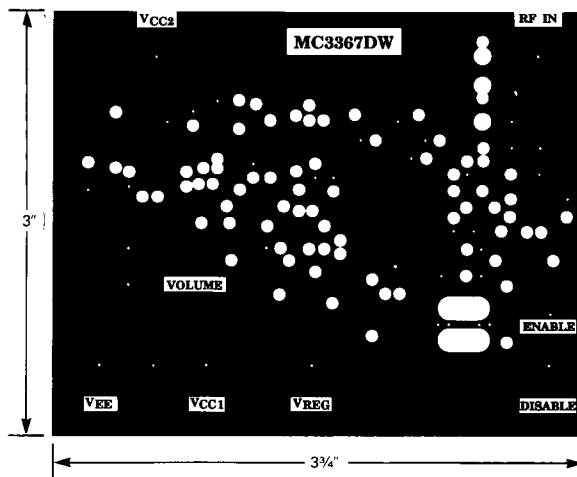 VCC2
RF IN
MC3367DW
3"
VOLUME
ENABLE
VEE
VCC1
VREG
DISABLE
3¾"